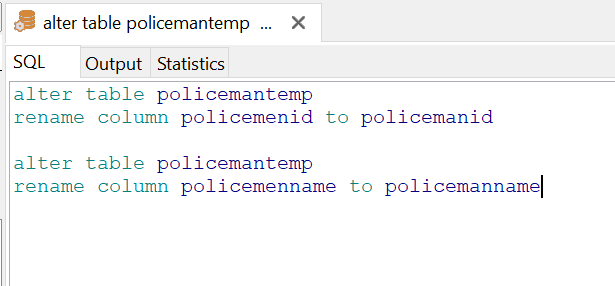 alter table policemantemp ...
SQL Output Statistics
alter table policemantemp
rename column policemenid to policemanid
alter table policemantemp
rename column policemenname to policemanname